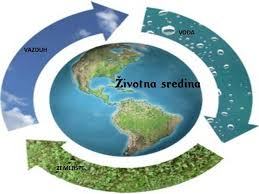 VODA
VAZDUH
Životna sredina
ZEMLJIŠTE